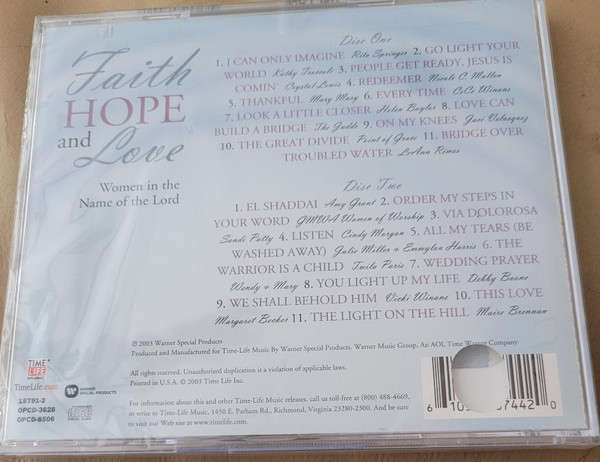 Faith
HOPE
and
Love
Women in the
Name of the Lord
Disc One
1. I CAN ONLY IMAGINE Rita Springer 2. GO LIGHT YOUR
WORLD Kathy Troccoli 3. PEOPLE GET READY, JESUS IS
COMIN' Crystal Lewis 4. REDEEMER Nicole C. Mullen
5. THANKFUL Mary Mary 6. EVERY TIME CeCe Winans
7. LOOK A LITTLE CLOSER Helen Baylor 8. LOVE CAN
BUILD A BRIDGE The Judds 9. ON MY KNEES Jaci Velasquez
10. THE GREAT DIVIDE Point of Grace 11. BRIDGE OVER
TROUBLED WATER LeAnn Rimes
Disc Two
1. EL SHADDAI Amy Grant 2. ORDER MY STEPS IN
YOUR WORD GMWA Women of Worship 3. VIA DOLOROSA
Sandi Patty 4. LISTEN Cindy Morgan 5. ALL MY TEARS (BE
WASHED AWAY) Julie Miller + Emmylou Harris 6. THE
WARRIOR IS A CHILD Twila Paris 7. WEDDING PRAYER
Wendy + Mary 8. YOU LIGHT UP MY LIFE Debby Boone
9. WE SHALL BEHOLD HIM Vicki Winans 10. THIS LOVE
Margaret Becker 11. THE LIGHT ON THE HILL Maire Brennan
℗ 2003 Warner Special Products
Produced and Manufactured for Time-Life Music By Warner Special Products. Warner Music Group. An AOL Time Warner Company
All rights reserved. Unauthorized duplication is a violation of applicable laws.
Printed in U.S.A. © 2003 Time Life Inc.
For information about this and other Time-Life Music, call us toll-free at (800) 488-4669,
or write to Time-Life Music, 1450 E. Parham Rd., Richmond, Virginia 23280-2300. And be sure
to visit our Web site at www.timelife.com
TIME
LIFE
TimeLife.com
WARNER
SPECIAL PRODUCTS
18791-2
OPCD-3628
OPCD-8506
COMPACT
disc
DIGITAL AUDIO
6 7442 0